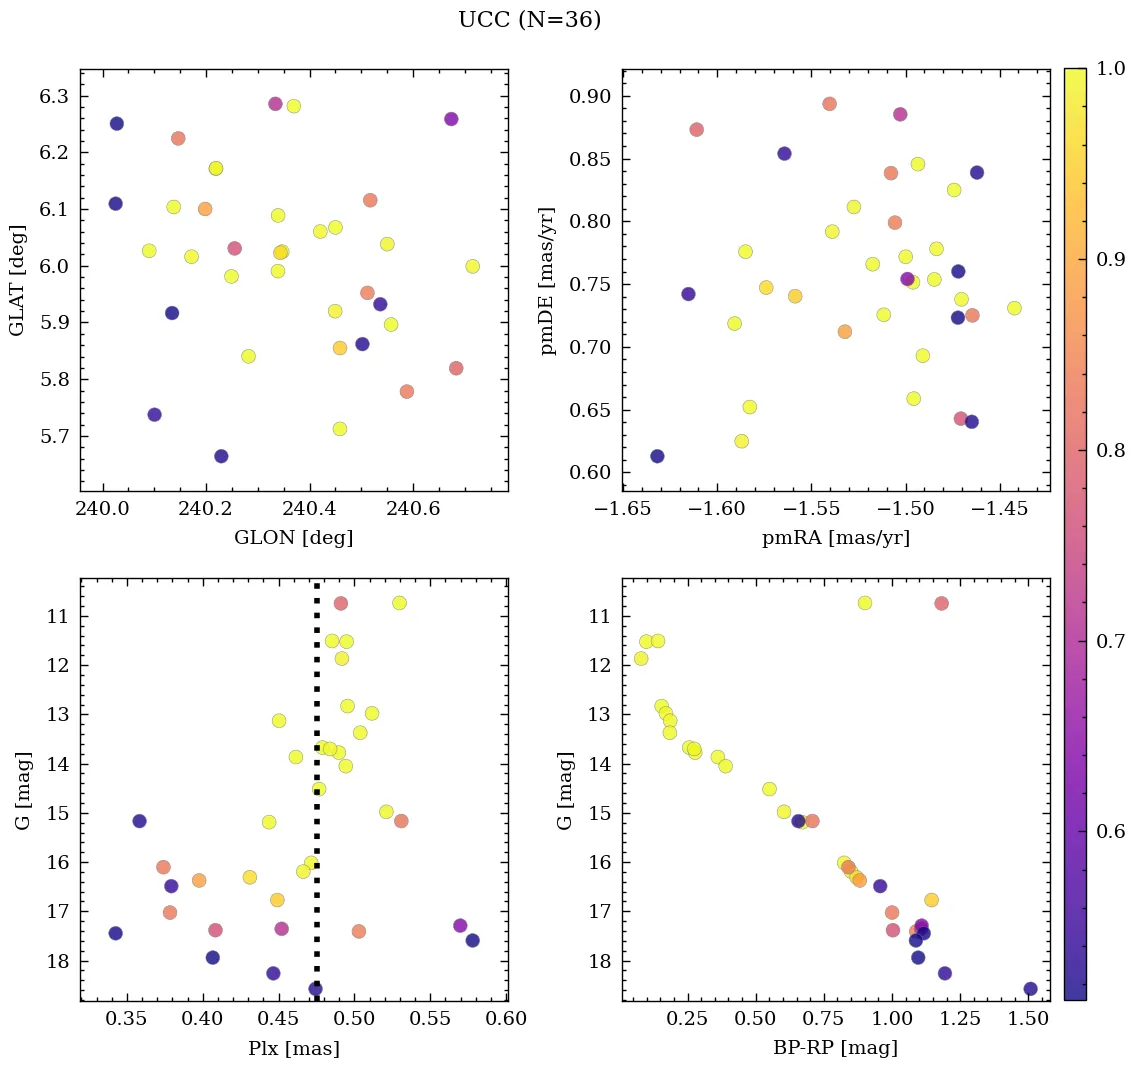 UCC (N=36)
6.3
6.2
6.1
6.0
5.9
5.8
5.7
GLAT [deg]
240.0 240.2 240.4 240.6
GLON [deg]
0.90
0.85
0.80
0.75
0.70
0.65
0.60
pmDE [mas/yr]
−1.65 −1.60 −1.55 −1.50 −1.45
pmRA [mas/yr]
11
12
13
14
15
16
17
18
G [mag]
0.35 0.40 0.45 0.50 0.55 0.60
Plx [mas]
11
12
13
14
15
16
17
18
G [mag]
0.25 0.50 0.75 1.00 1.25 1.50
BP-RP [mag]
1.0
0.9
0.8
0.7
0.6